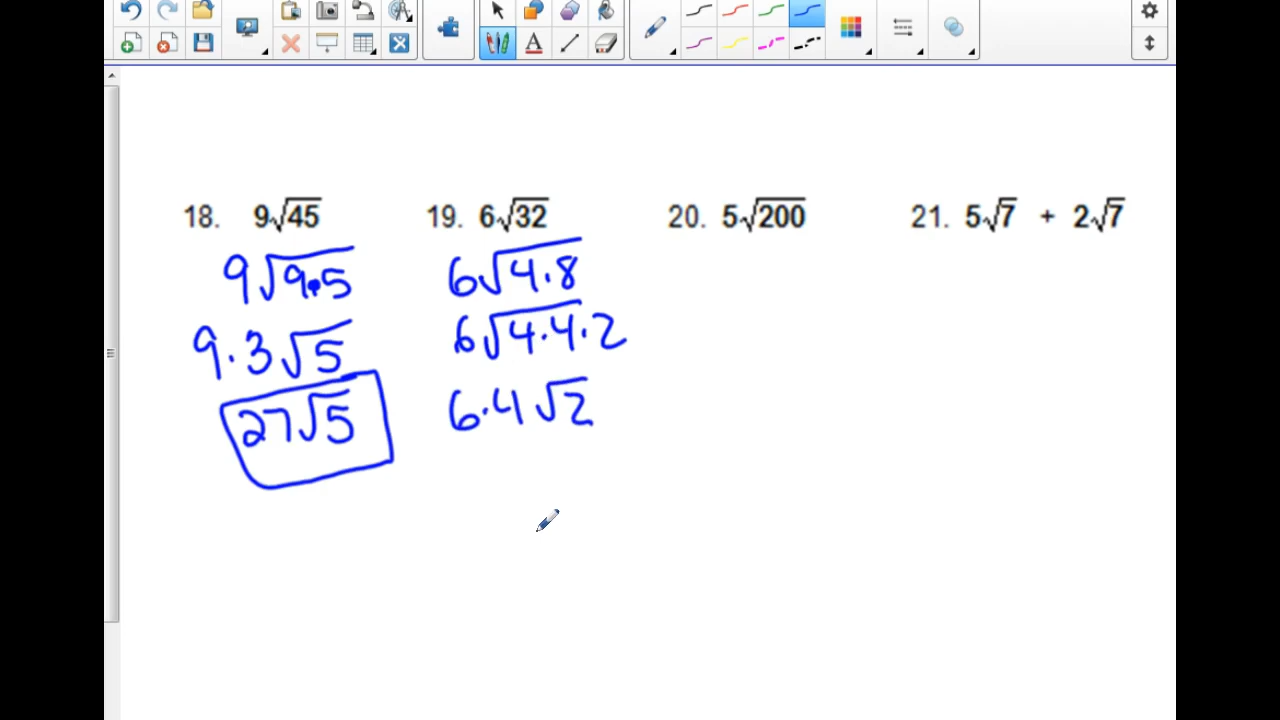 18. 9√45 19. 6√32 20. 5√200 21. 5√7 + 2√7
9√9·5 6√4·8
9·3√5 6√4·4·2
27√5 6·4√2